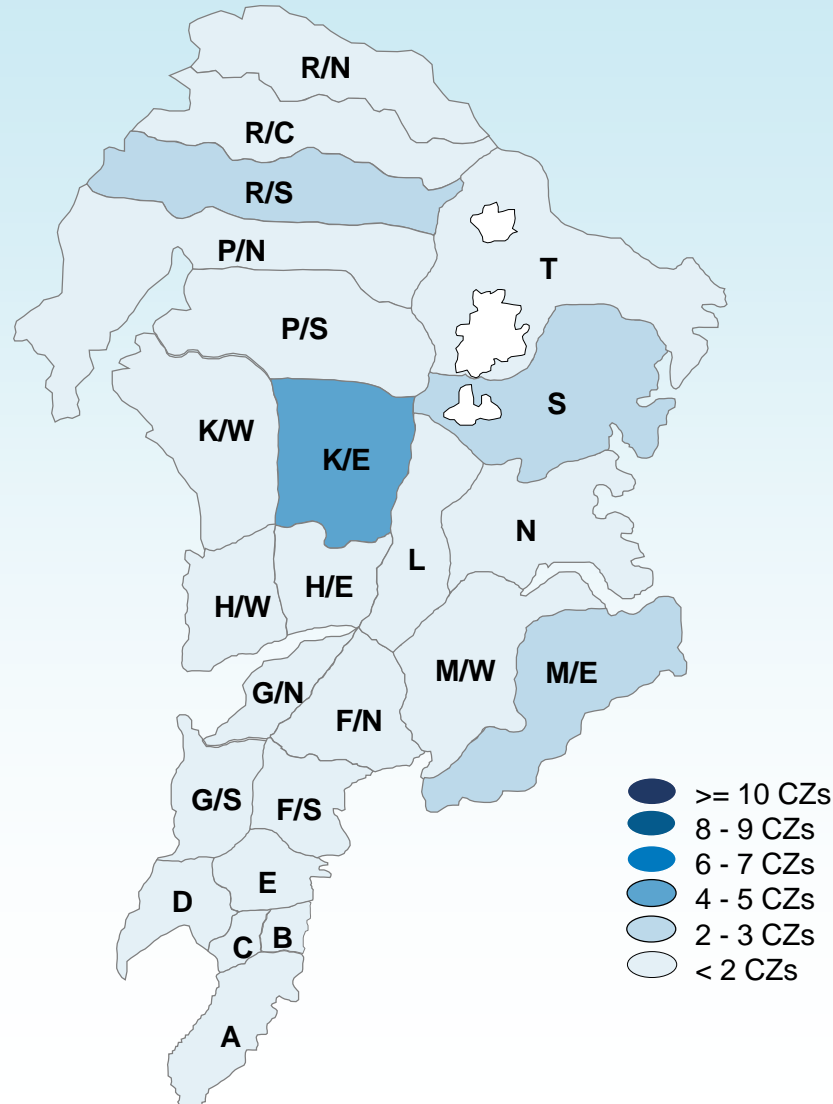 R/N
R/C
R/S
P/N
T
P/S
S
K/W
K/E
N
L
H/E
H/W
M/W
M/E
G/N
F/N
G/S
F/S
E
D
B
C
A
>= 10 CZs
8 - 9 CZs
6 - 7 CZs
4 - 5 CZs
2 - 3 CZs
< 2 CZs